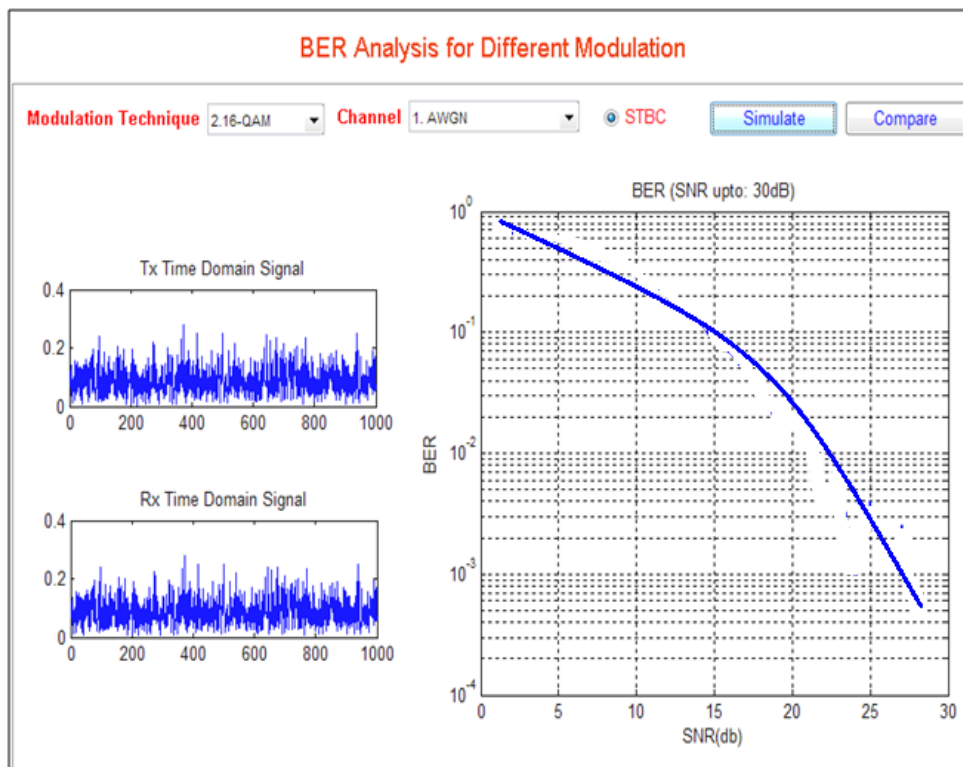 BER Analysis for Different Modulation
Modulation Technique 2.16-QAM Channel 1. AWGN STBC Simulate Compare
Tx Time Domain Signal
0.4
0.2
0
0 200 400 600 800 1000
Rx Time Domain Signal
0.4
0.2
0
0 200 400 600 800 1000
BER (SNR upto: 30dB)
BER
10^0
10^-1
10^-2
10^-3
10^-4
0 5 10 15 20 25 30
SNR(db)